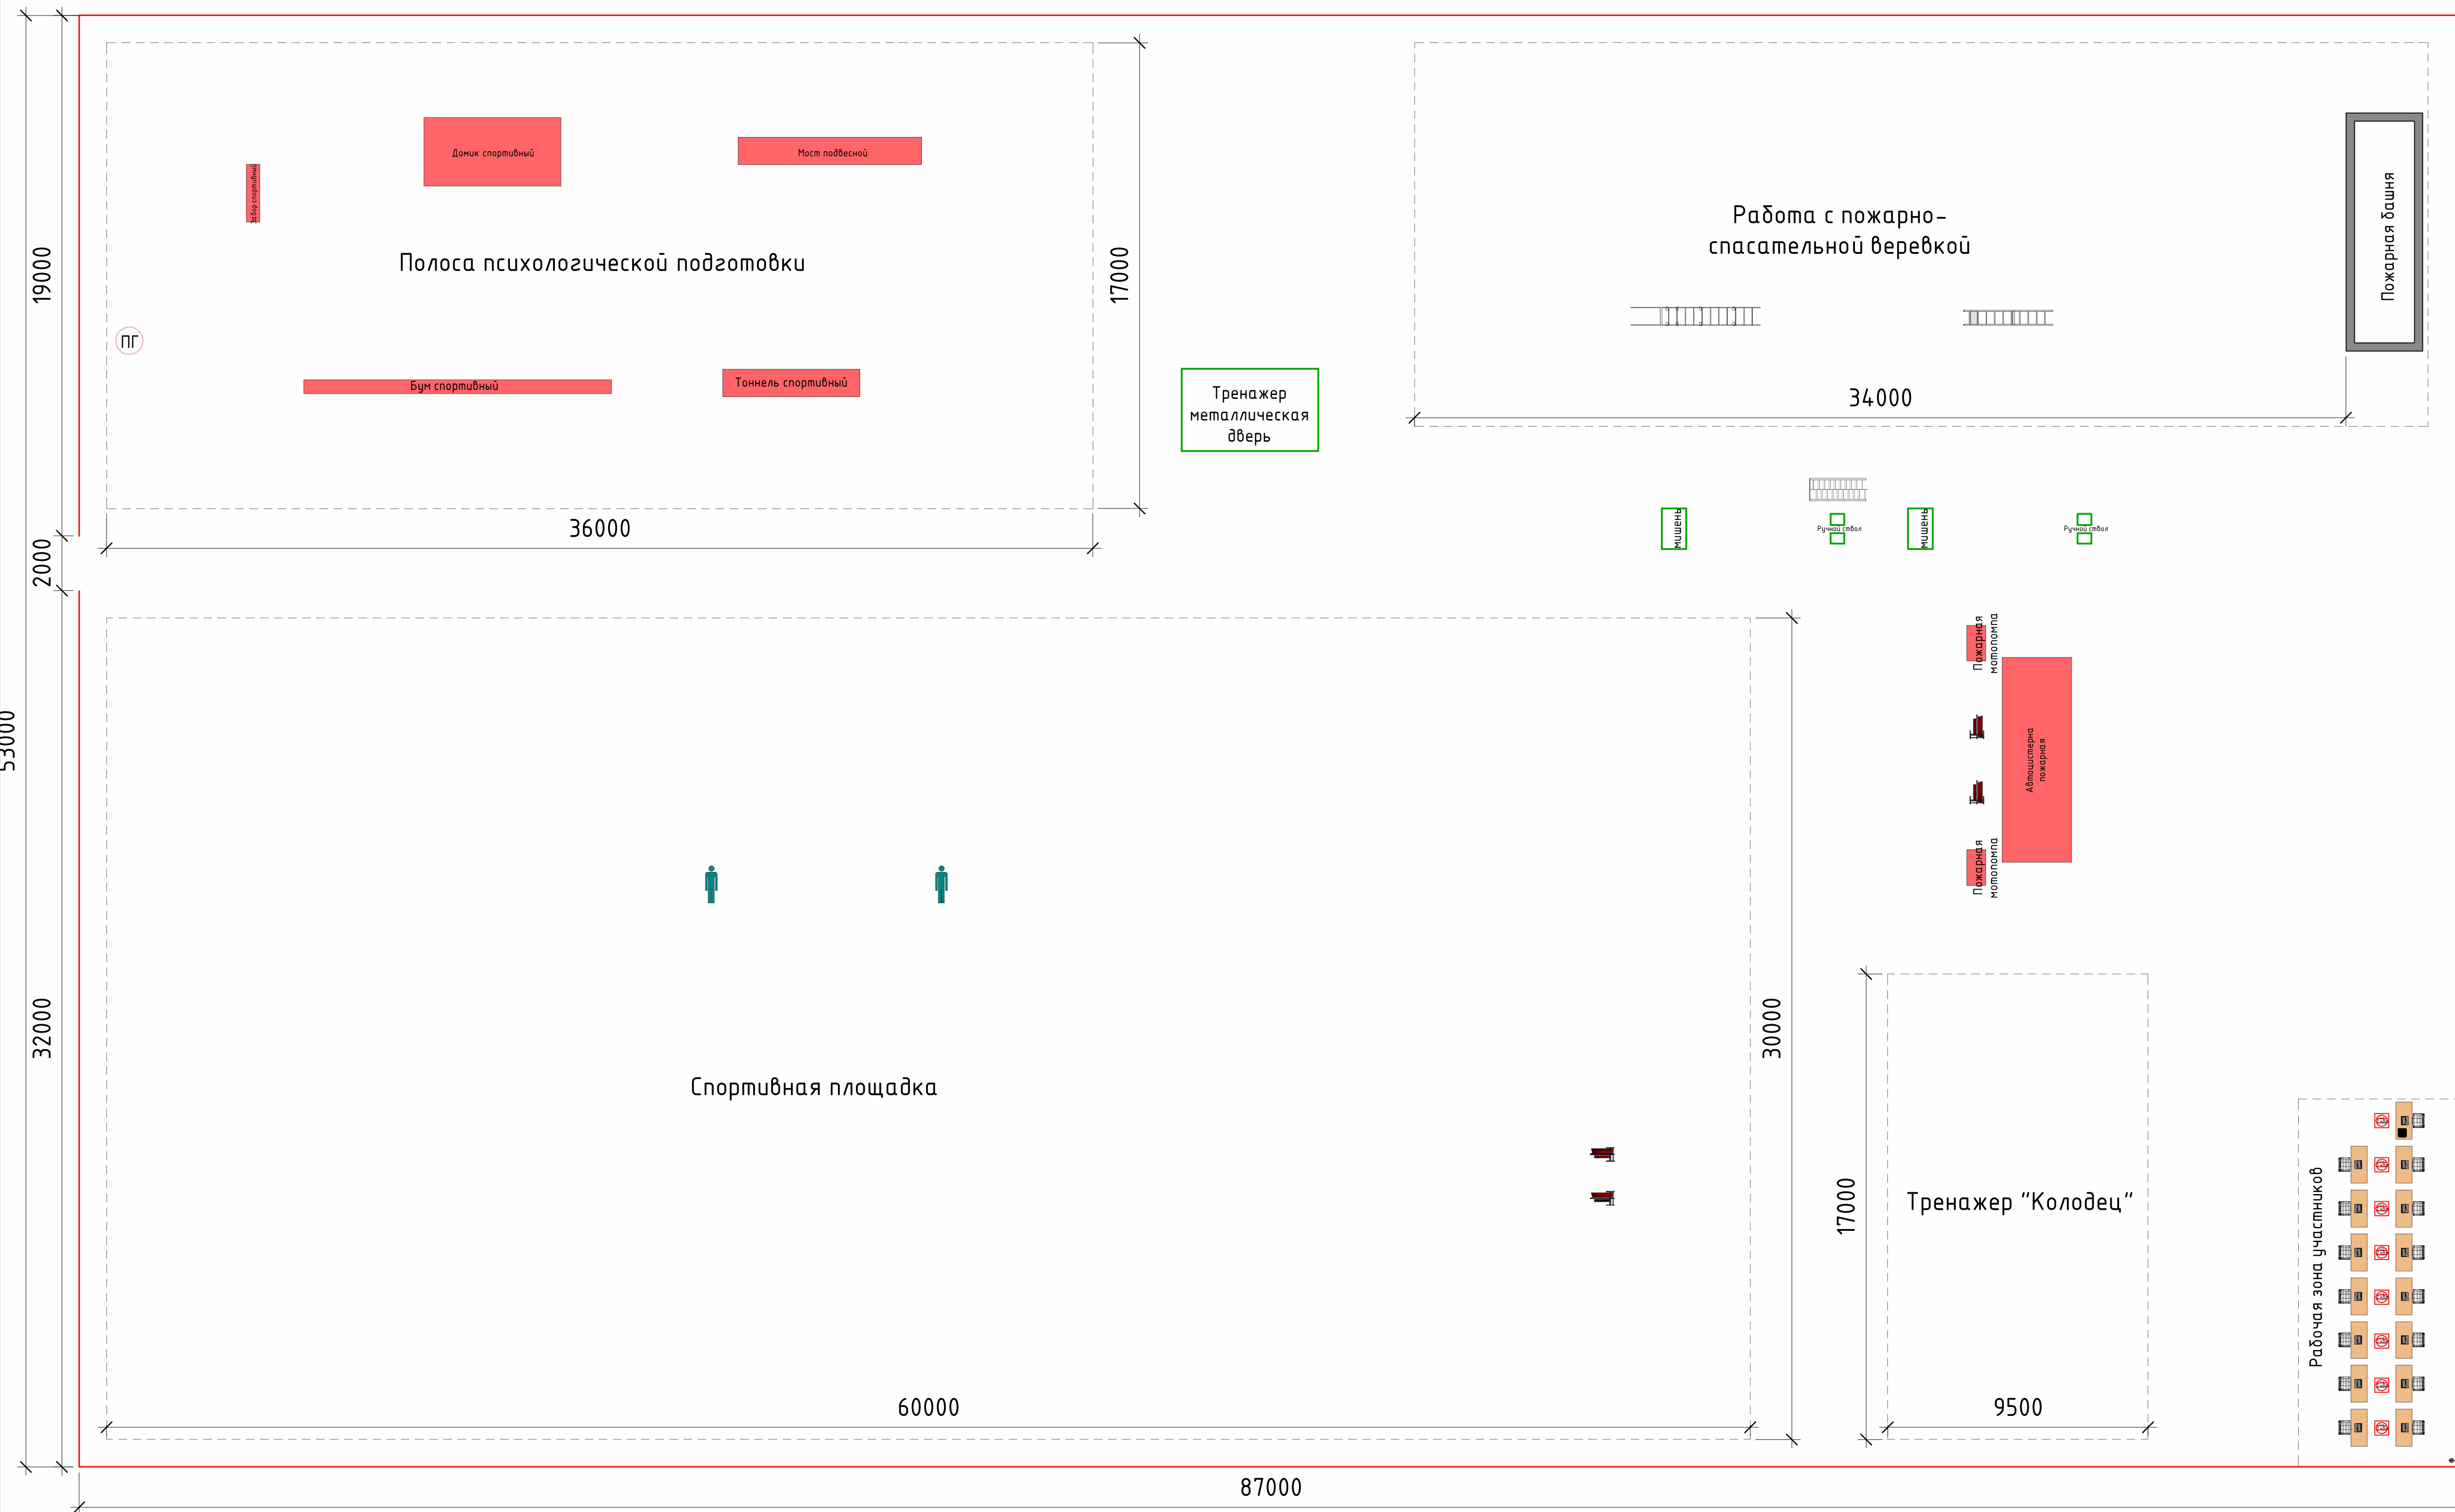 Домик спортивный
Мост подвесной
Забор спортивный
Полоса психологической подготовки
ПГ
Бум спортивный
Тоннель спортивный
19000
17000
36000
2000
Тренажер
металлическая
дверь
Работа с пожарно-
спасательной веревкой
Пожарная башня
34000
мишень
Ручной ствол
мишень
Ручной ствол
53000
32000
Пожарная
мотопомпа
Автоцистерна
пожарная
Пожарная
мотопомпа
Спортивная площадка
30000
60000
17000
Тренажер "Колодец"
9500
Рабочая зона участников
87000